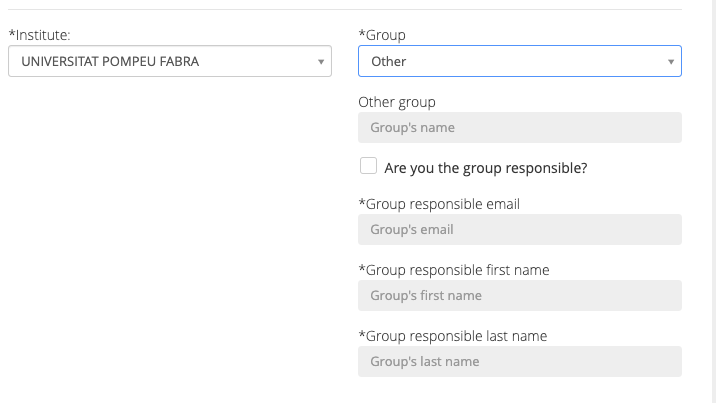 *Institute:
UNIVERSITAT POMPEU FABRA
*Group
Other
Other group
Group's name
Are you the group responsible?
*Group responsible email
Group's email
*Group responsible first name
Group's first name
*Group responsible last name
Group's last name